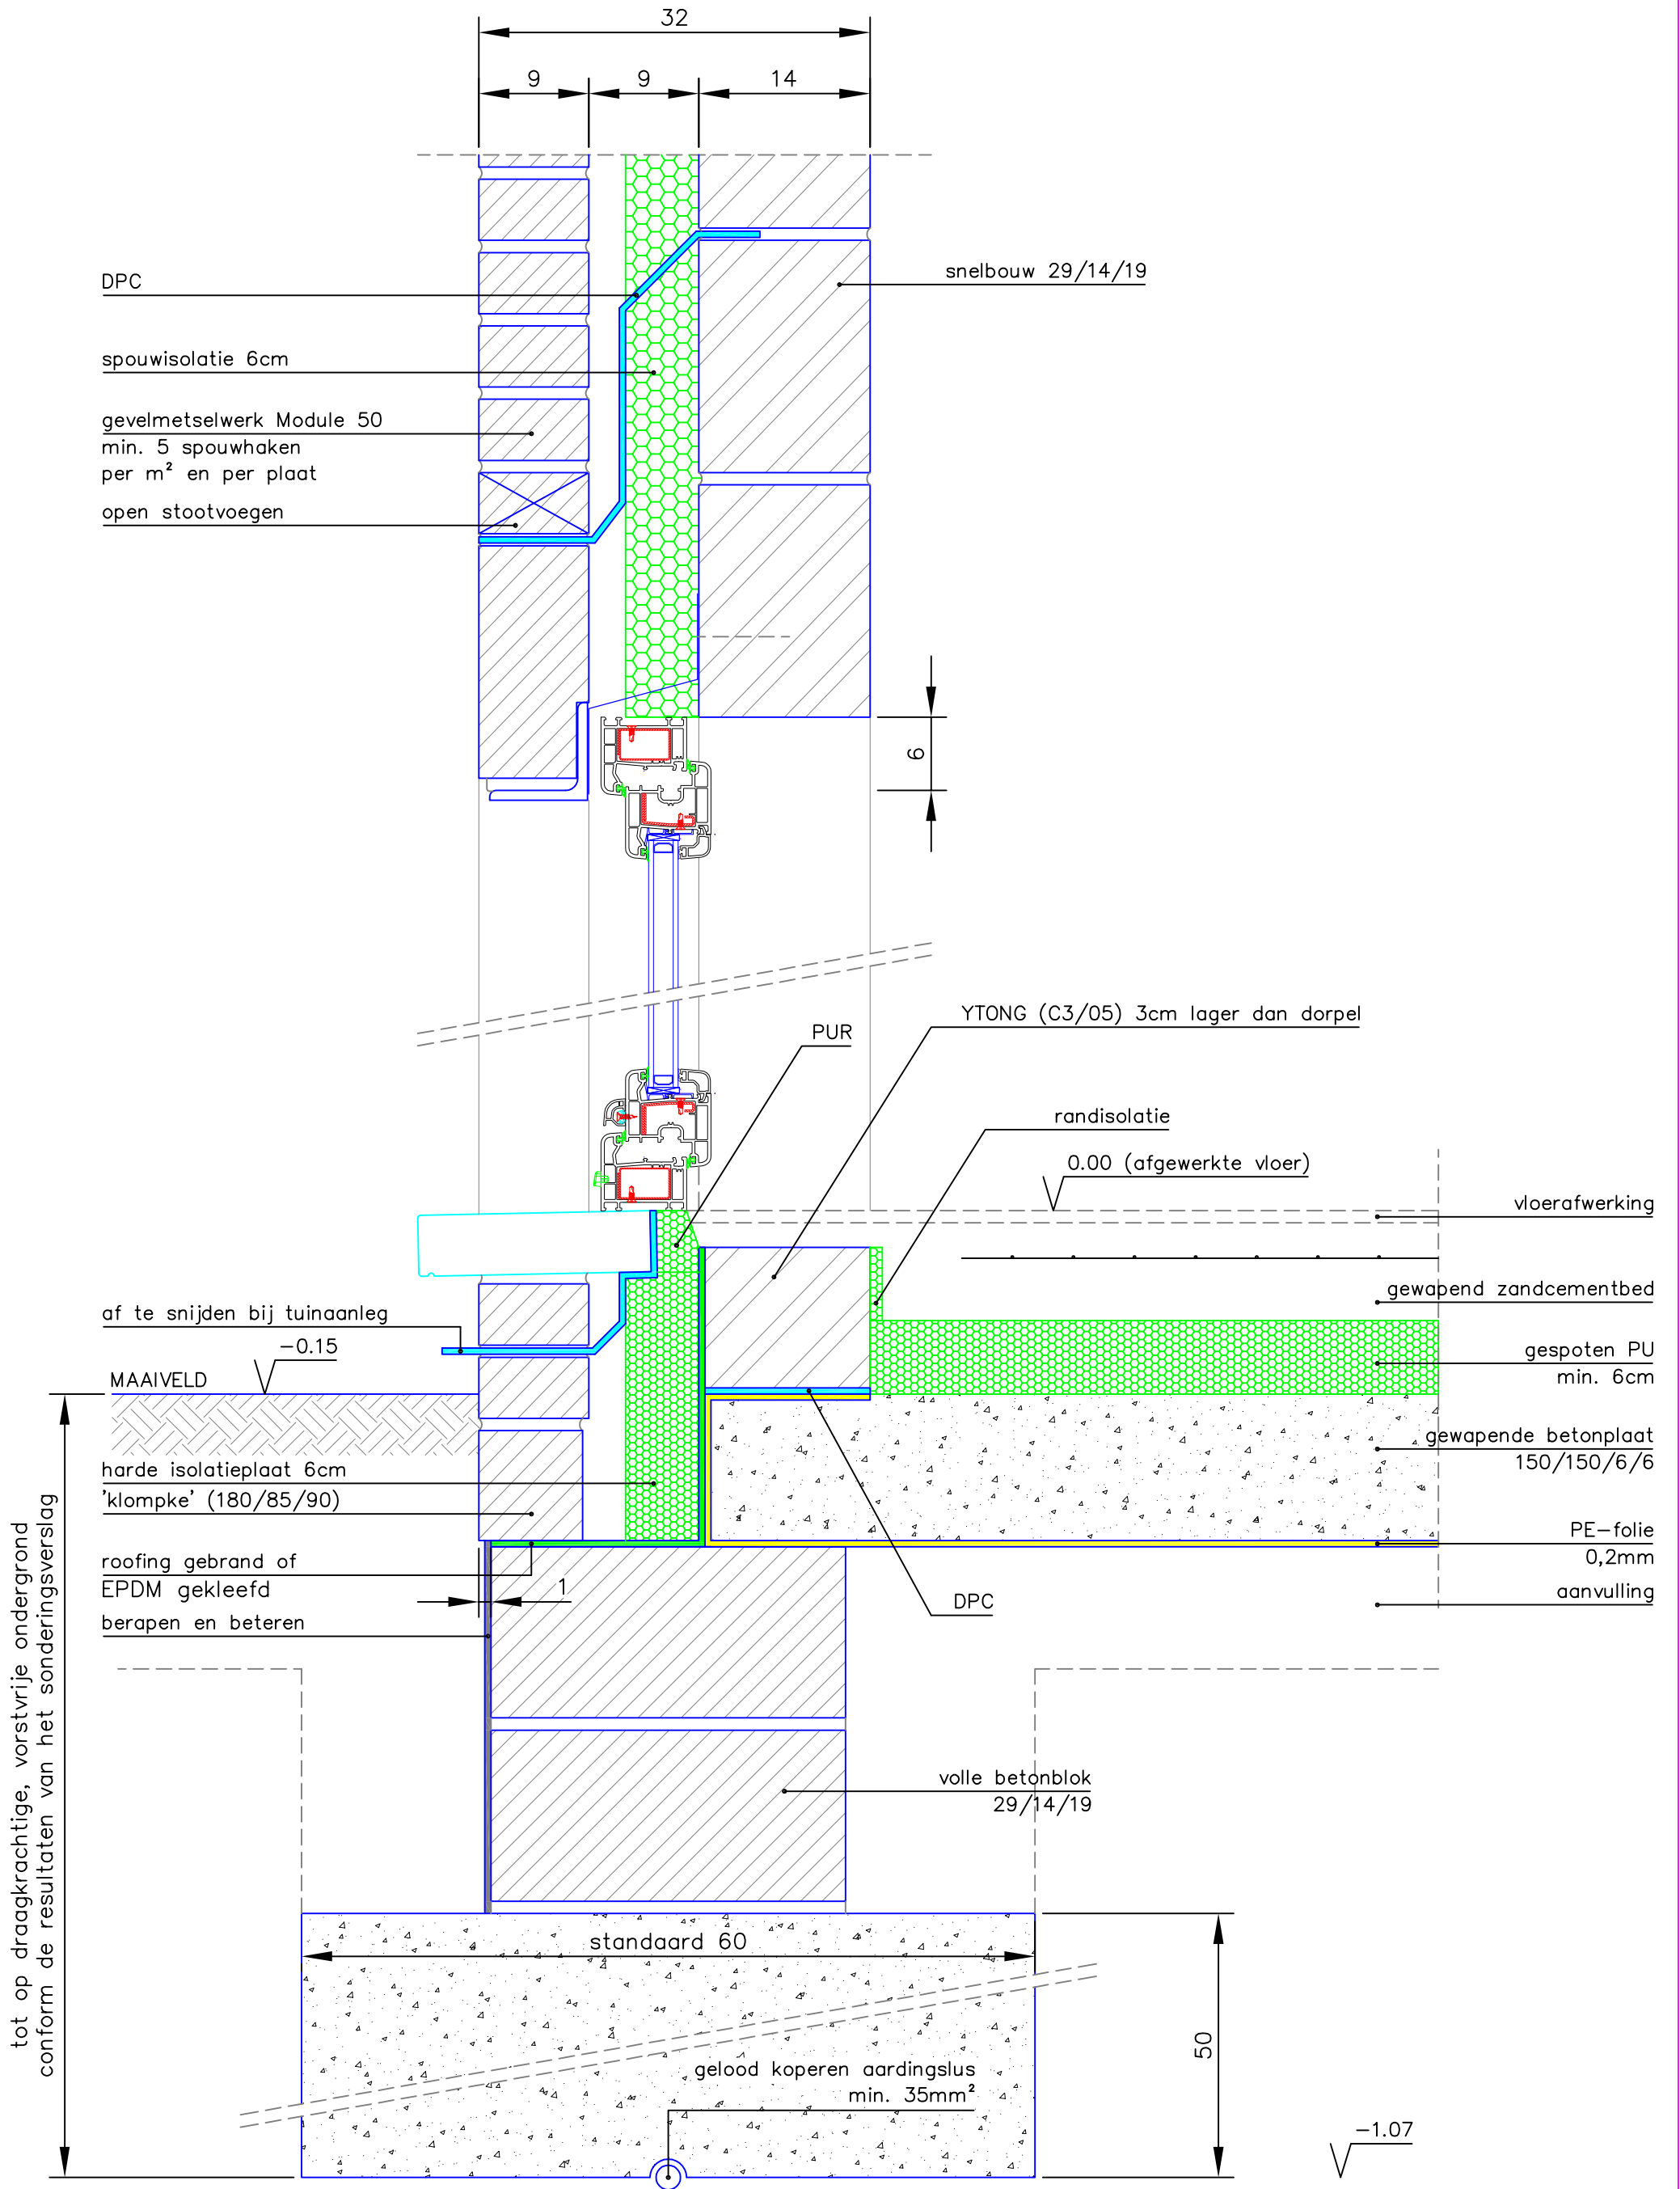 32
9
9
14
DPC
snelbouw 29/14/19
spouwisolatie 6cm
gevelmetselwerk Module 50
min. 5 spouwhaken
per m² en per plaat
open stootvoegen
6
YTONG (C3/05) 3cm lager dan dorpel
PUR
randisolatie
0.00 (afgewerkte vloer)
vloerafwerking
gewapend zandcementbed
af te snijden bij tuinaanleg
-0.15
MAAIVELD
gespoten PU
min. 6cm
gewapende betonplaat
150/150/6/6
harde isolatieplaat 6cm
'klompke' (180/85/90)
PE-folie
0,2mm
roofing gebrand of
EPDM gekleefd
1
DPC
aanvulling
berapen en beteren
tot op draagkrachtige, vorstvrije ondergrond
conform de resultaten van het sonderingsverslag
volle betonblok
29/14/19
standaard 60
50
gelood koperen aardingslus
min. 35mm²
-1.07